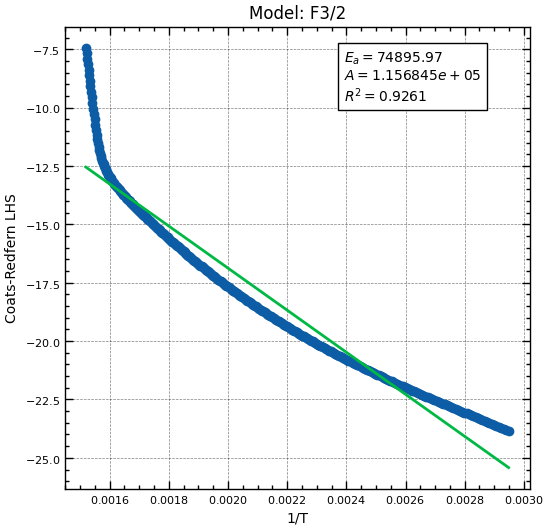 Model: F3/2
E_a = 74895.97
A = 1.156845e + 05
R^2 = 0.9261
Coats-Redfern LHS
−7.5
−10.0
−12.5
−15.0
−17.5
−20.0
−22.5
−25.0
0.0016 0.0018 0.0020 0.0022 0.0024 0.0026 0.0028 0.0030
1/T